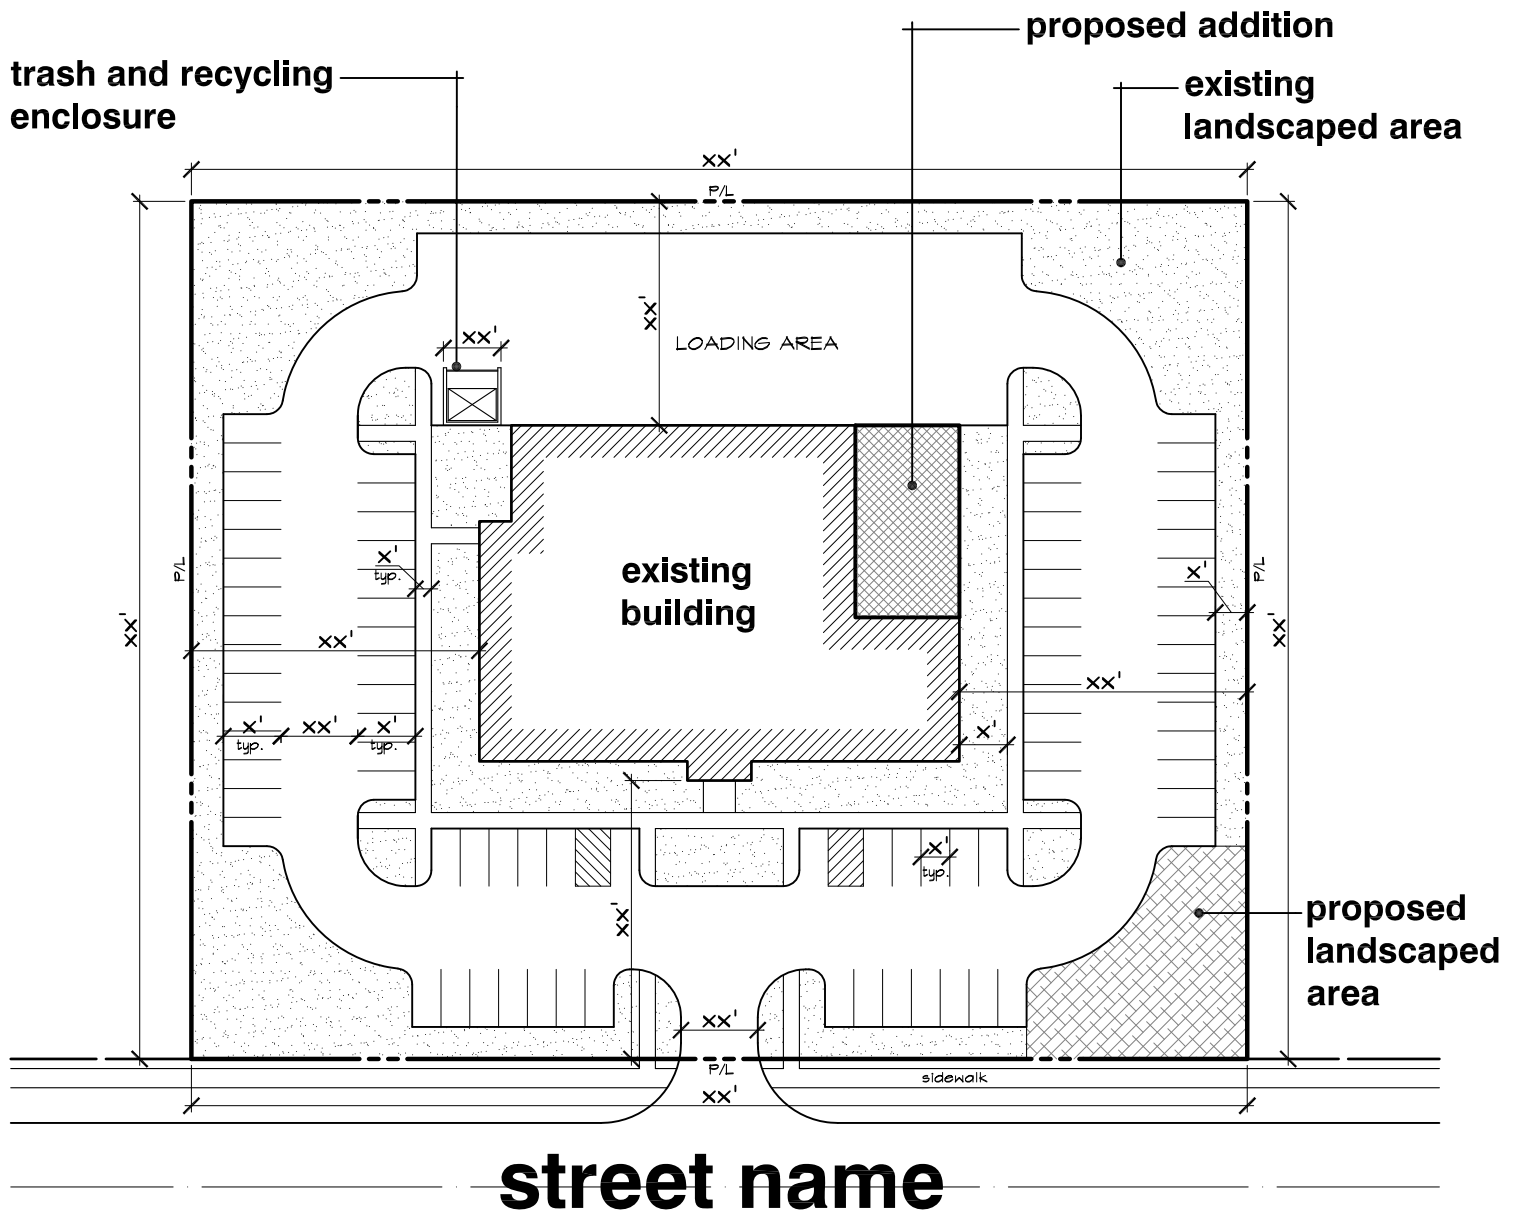 proposed addition
trash and recycling
enclosure
existing
landscaped area
xx'
P/L
xx'
xx'
LOADING AREA
existing
building
x'
typ.
P/L
x'
P/L
xx'
xx'
xx'
xx'
x'
typ.
xx'
x'
typ.
x'
x'
typ.
xx'
proposed
landscaped
area
xx'
P/L
sidewalk
xx'
street name